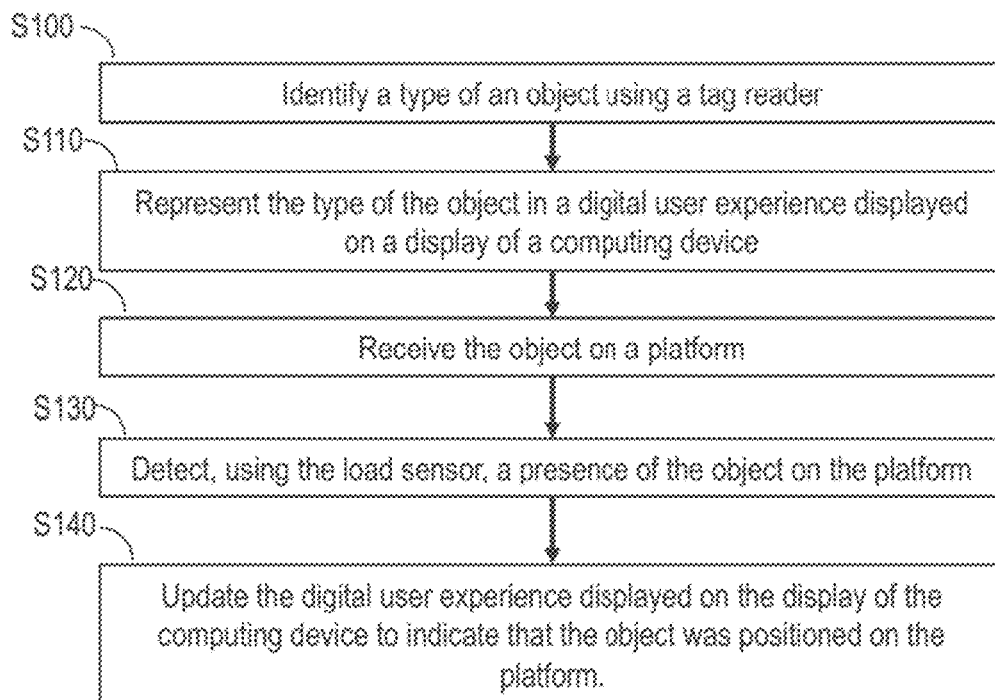 S100
Identify a type of an object using a tag reader
S110
Represent the type of the object in a digital user experience displayed
on a display of a computing device
S120
Receive the object on a platform
S130
Detect, using the load sensor, a presence of the object on the platform
S140
Update the digital user experience displayed on the display of the
computing device to indicate that the object was positioned on the
platform.